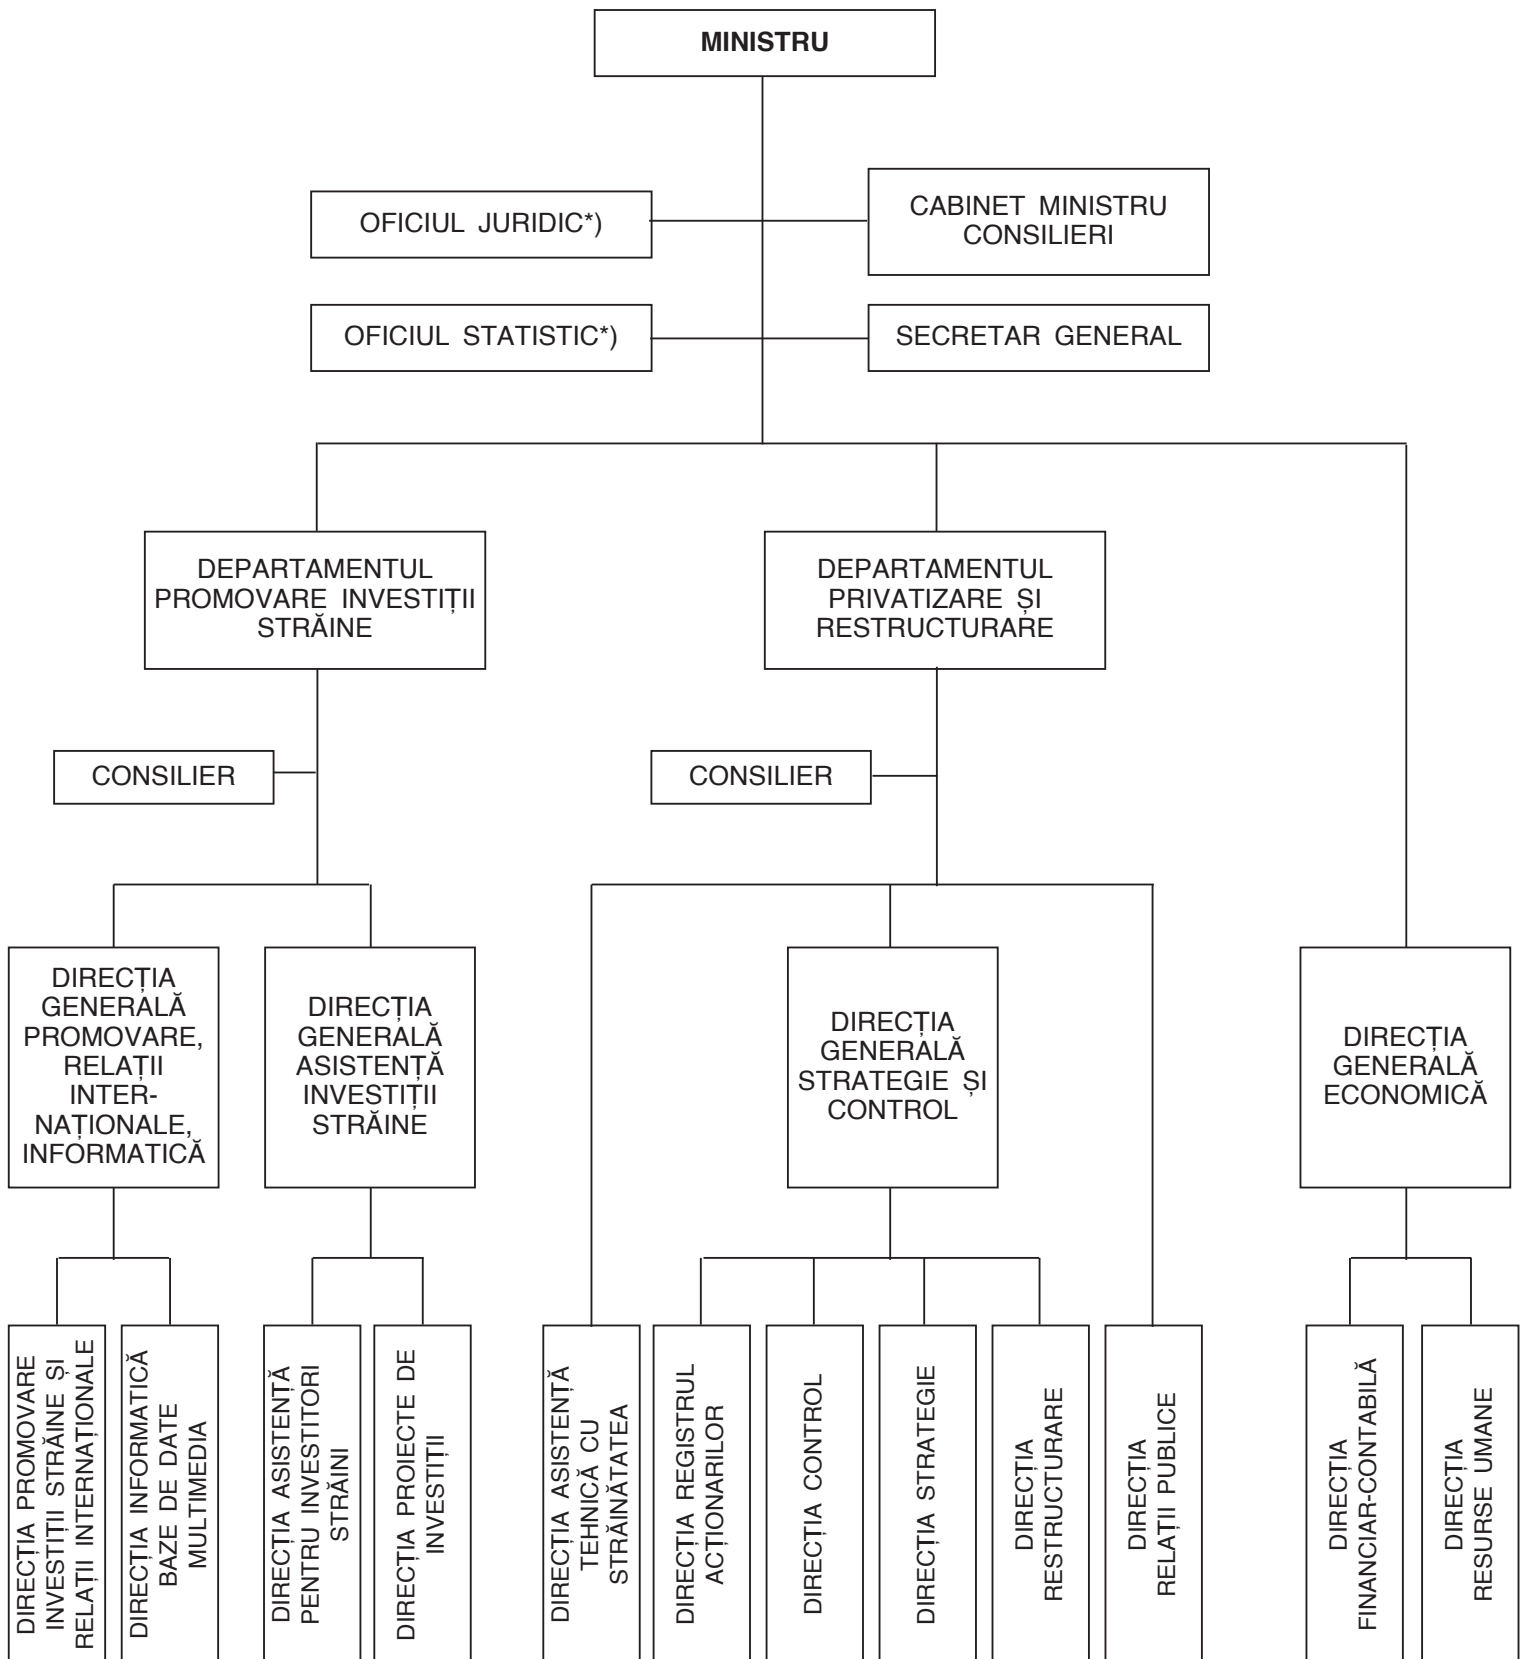 MINISTRU
OFICIUL JURIDIC*)
CABINET MINISTRU
CONSILIERI
OFICIUL STATISTIC*)
SECRETAR GENERAL
DEPARTAMENTUL
PROMOVARE INVESTIȚII
STRĂINE
DEPARTAMENTUL
PRIVATIZARE ȘI
RESTRUCTURARE
CONSILIER
CONSILIER
DIRECȚIA
GENERALĂ
PROMOVARE,
RELAȚII
INTER-
NAȚIONALE,
INFORMATICĂ
DIRECȚIA
GENERALĂ
ASISTENȚĂ
INVESTIȚII
STRĂINE
DIRECȚIA
GENERALĂ
STRATEGIE ȘI
CONTROL
DIRECȚIA
GENERALĂ
ECONOMICĂ
DIRECȚIA PROMOVARE
INVESTIȚII STRĂINE ȘI
RELAȚII INTERNAȚIONALE
DIRECȚIA INFORMATICĂ
BAZE DE DATE
MULTIMEDIA
DIRECȚIA ASISTENȚĂ
PENTRU INVESTITORI
STRĂINI
DIRECȚIA PROIECTE DE
INVESTIȚII
DIRECȚIA ASISTENȚĂ
TEHNICĂ CU
STRĂINĂTATEA
DIRECȚIA REGISTRUL
ACȚIONARILOR
DIRECȚIA CONTROL
DIRECȚIA STRATEGIE
DIRECȚIA
RESTRUCTURARE
DIRECȚIA
RELAȚII PUBLICE
DIRECȚIA
FINANCIAR-CONTABILĂ
DIRECȚIA
RESURSE UMANE